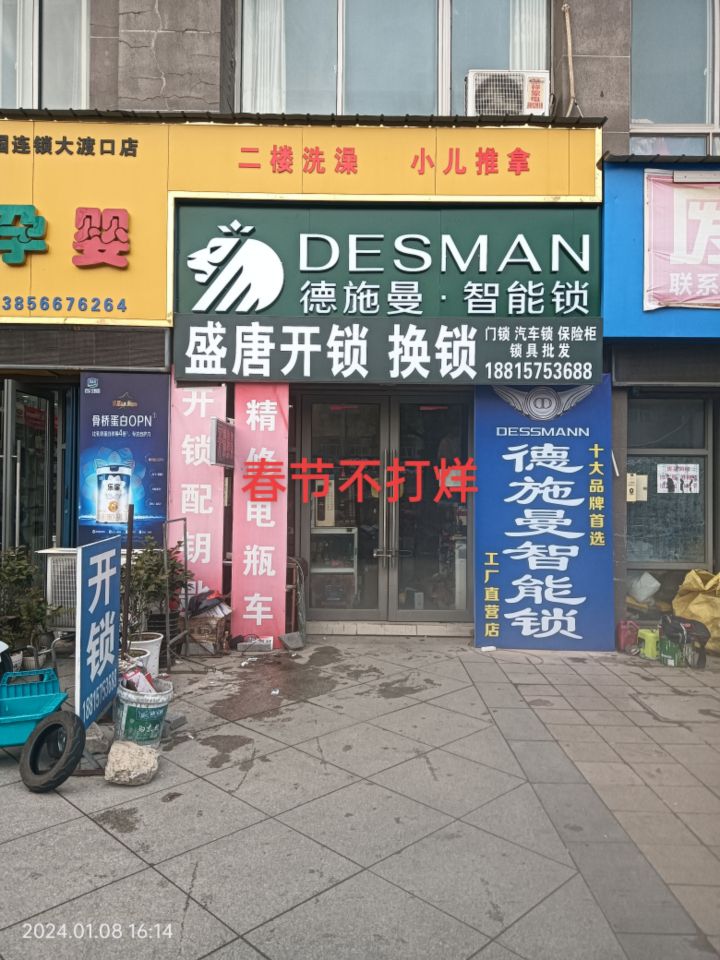 国连锁大渡口店
二楼洗澡 小儿推拿
孕婴
3856676264
DESMAN
德施曼·智能锁
盛唐开锁 换锁
门锁 汽车锁 保险柜
锁具批发
18815753688
骨桥蛋白OPN
开锁配钥
精修电瓶车
春节不打烊
DESSMANN
德施曼智能锁
十大品牌首选
工厂直营店
联系
开锁
18815753688
2024.01.08 16:14